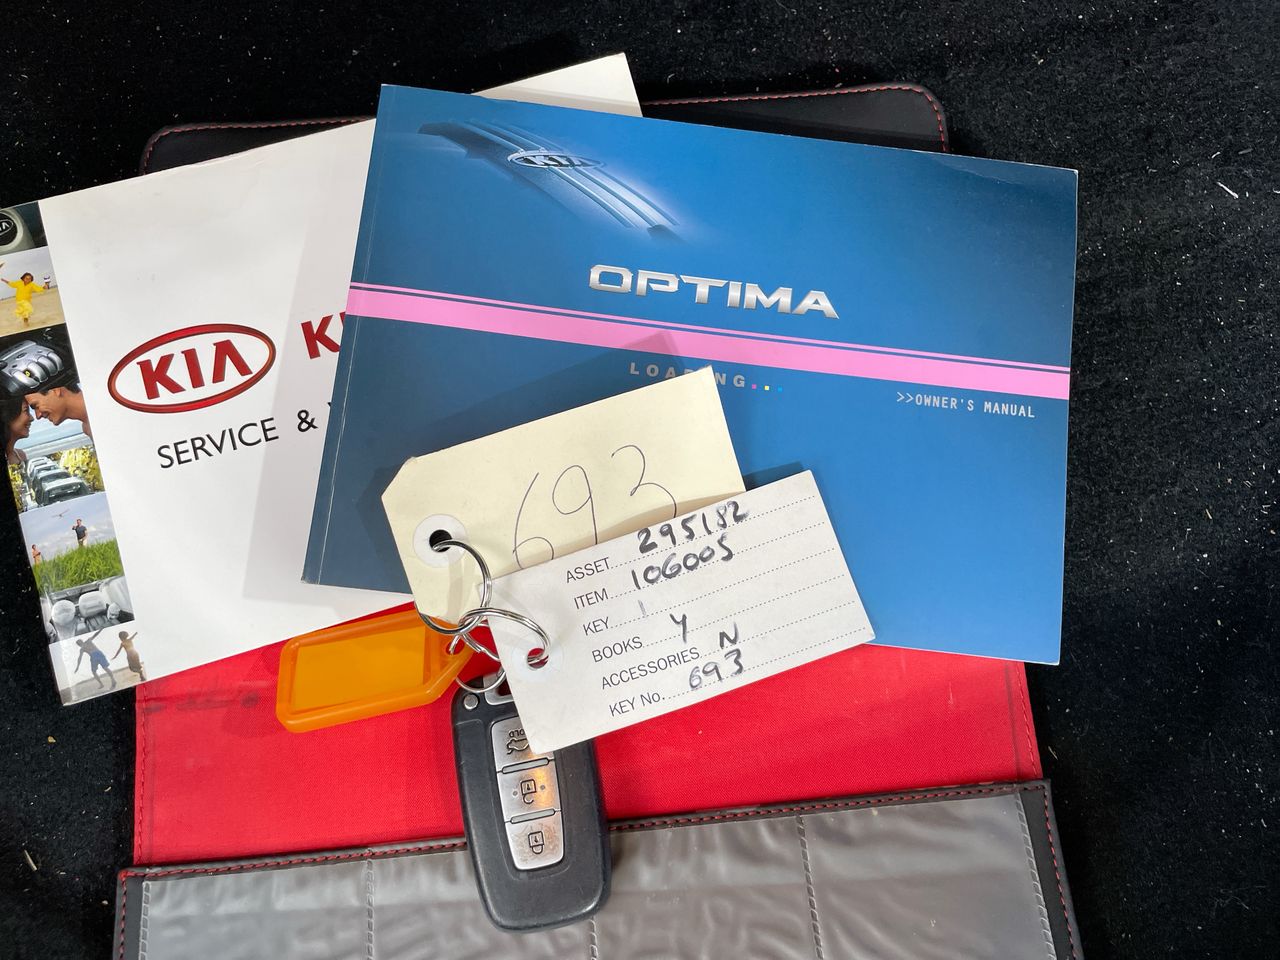 KIA
OPTIMA
KIA
SERVICE &
LOADING...
>>OWNER'S MANUAL
693
ASSET 295182
ITEM 106005
KEY 1
BOOKS Y
ACCESSORIES N
KEY No. 693
HOLD